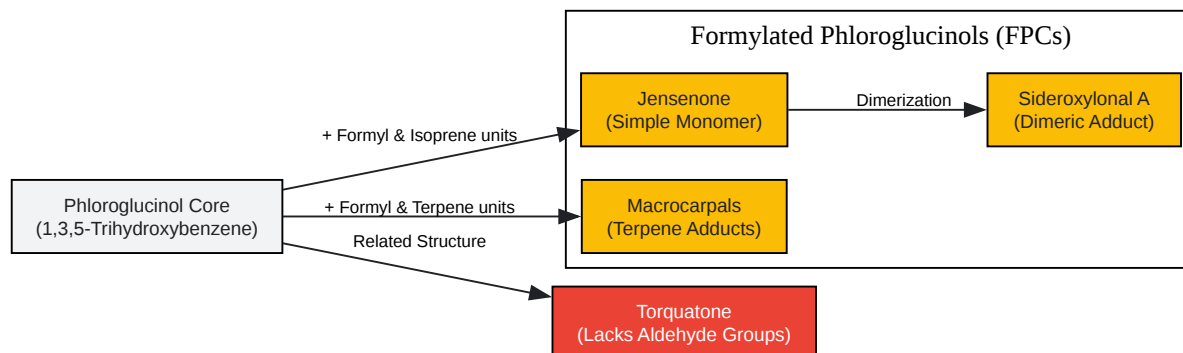 Formylated Phloroglucinols (FPCs)
Jensenone
(Simple Monomer)
Dimerization
Sideroxylonal A
(Dimeric Adduct)
+ Formyl & Isoprene units
Phloroglucinol Core
(1,3,5-Trihydroxybenzene)
+ Formyl & Terpene units
Macrocarpals
(Terpene Adducts)
Related Structure
Torquatone
(Lacks Aldehyde Groups)